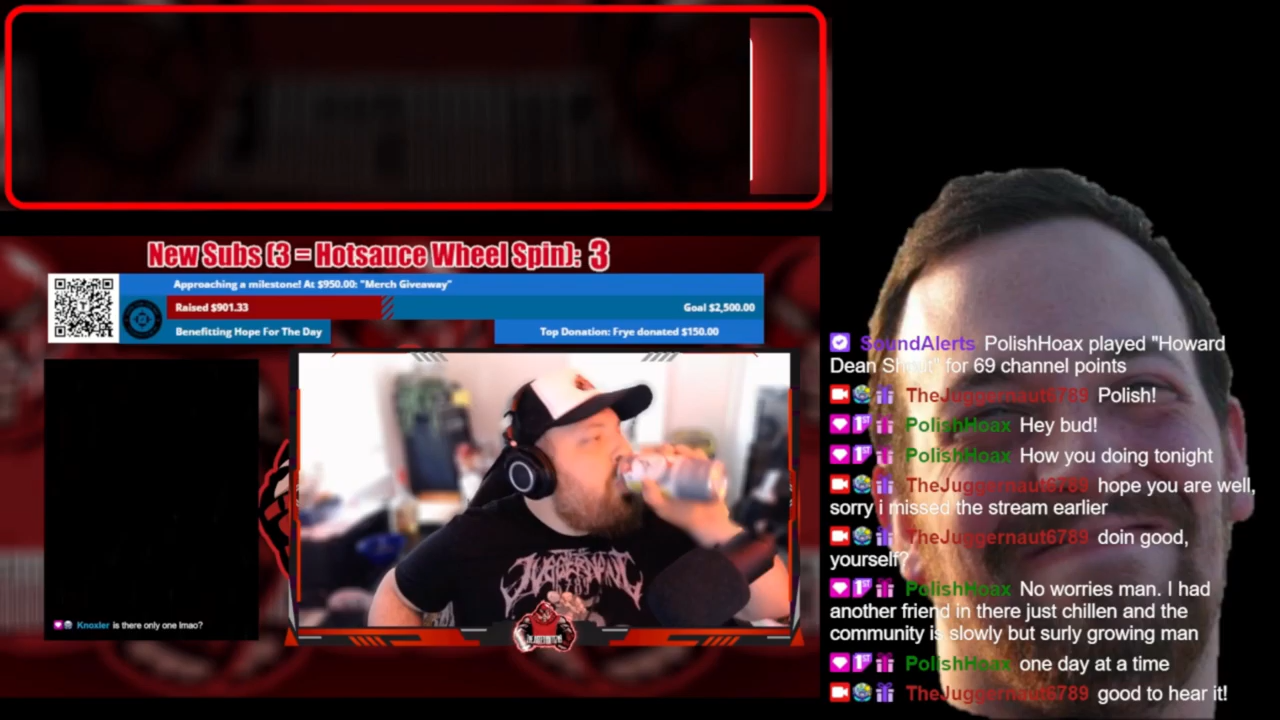 New Subs (3 = Hotsauce Wheel Spin): 3
Approaching a milestone! At $950.00: "Merch Giveaway"
Raised $901.33
Goal $2,500.00
Benefitting Hope For The Day
Top Donation: Frye donated $150.00
THE
JUGGERNAUT
Knoxler is there only one lmao?
SoundAlerts PolishHoax played "Howard
Dean Shout" for 69 channel points
TheJuggernaut6789 Polish!
PolishHoax Hey bud!
PolishHoax How you doing tonight
TheJuggernaut6789 hope you are well,
sorry i missed the stream earlier
TheJuggernaut6789 doin good,
yourself?
PolishHoax No worries man. I had
another friend in there just chillen and the
community is slowly but surly growing man
PolishHoax one day at a time
TheJuggernaut6789 good to hear it!